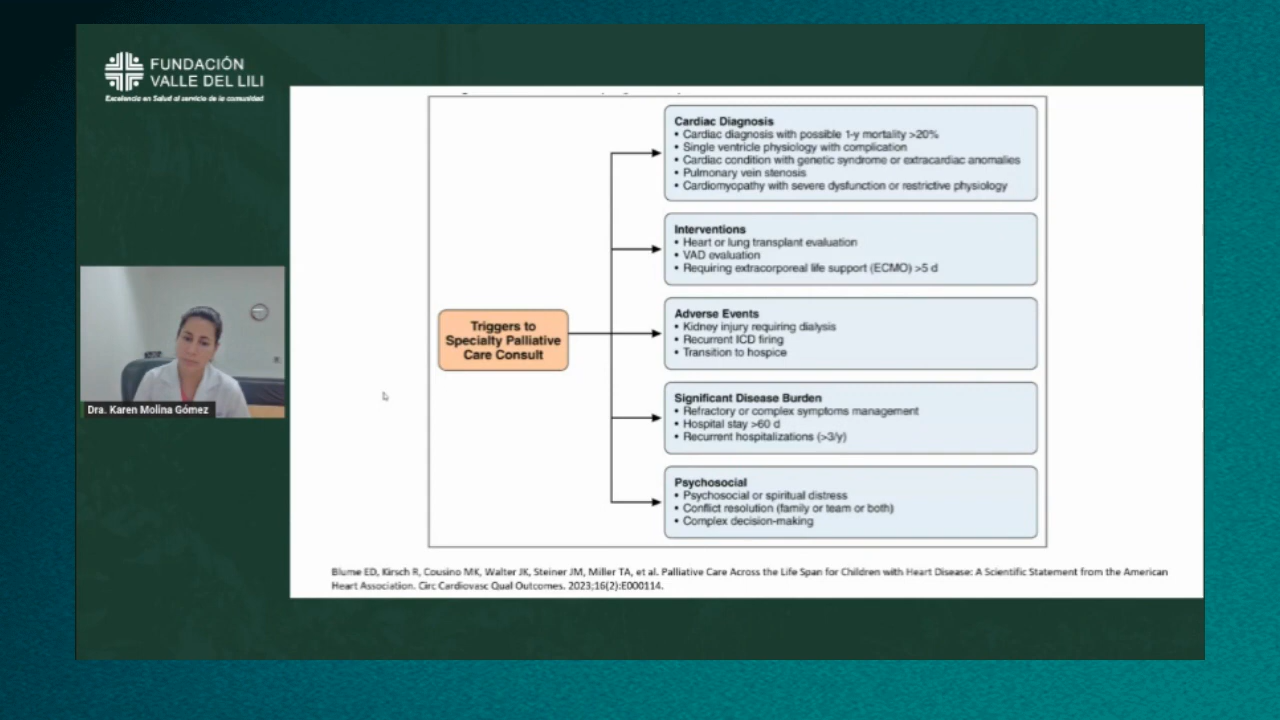 FUNDACIÓN
VALLE DEL LILI
Excelencia en Salud al servicio de la comunidad
Cardiac Diagnosis
• Cardiac diagnosis with possible 1-y mortality >20%
• Single ventricle physiology with complication
• Cardiac condition with genetic syndrome or extracardiac anomalies
• Pulmonary vein stenosis
• Cardiomyopathy with severe dysfunction or restrictive physiology
Interventions
• Heart or lung transplant evaluation
• VAD evaluation
• Requiring extracorporeal life support (ECMO) >5 d
Triggers to
Specialty Palliative
Care Consult
Adverse Events
• Kidney injury requiring dialysis
• Recurrent ICD firing
• Transition to hospice
Dra. Karen Molina Gómez
Significant Disease Burden
• Refractory or complex symptoms management
• Hospital stay >60 d
• Recurrent hospitalizations (>3/y)
Psychosocial
• Psychosocial or spiritual distress
• Conflict resolution (family or team or both)
• Complex decision-making
Blume ED, Kirsch R, Cousino MK, Walter JK, Steiner JM, Miller TA, et al. Palliative Care Across the Life Span for Children with Heart Disease: A Scientific Statement from the American
Heart Association. Circ Cardiovasc Qual Outcomes. 2023;16(2):E000114.